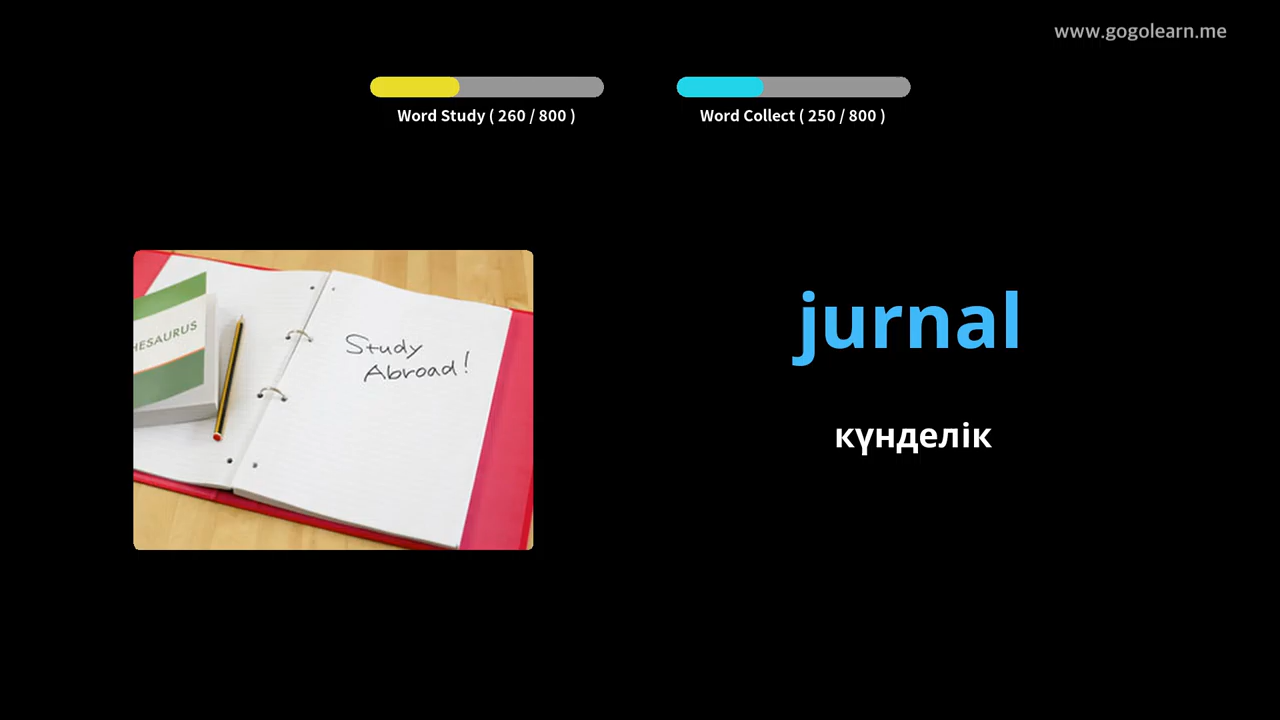 www.gogolearn.me
Word Study ( 260 / 800 )
Word Collect ( 250 / 800 )
HESAURUS
Study
Abroad!
jurnal
күнделік